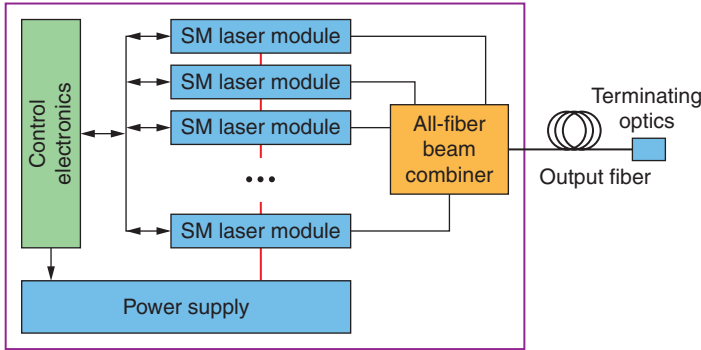 Control
electronics
SM laser module
SM laser module
SM laser module
•••
SM laser module
Power supply
All-fiber
beam
combiner
Terminating
optics
Output fiber